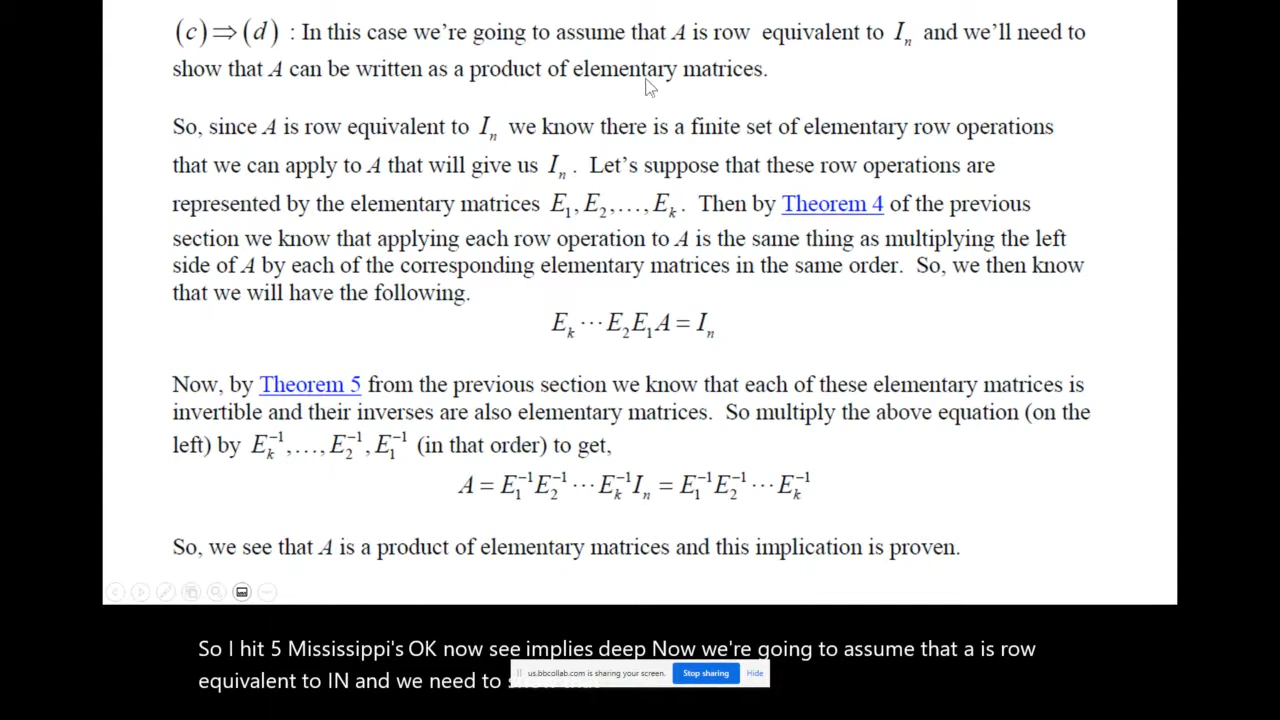 (c) ⇒ (d) : In this case we're going to assume that A is row equivalent to Iₙ and we'll need to
show that A can be written as a product of elementary matrices.
So, since A is row equivalent to Iₙ we know there is a finite set of elementary row operations
that we can apply to A that will give us Iₙ. Let's suppose that these row operations are
represented by the elementary matrices E₁, E₂, …, Eₖ. Then by Theorem 4 of the previous
section we know that applying each row operation to A is the same thing as multiplying the left
side of A by each of the corresponding elementary matrices in the same order. So, we then know
that we will have the following.
Eₖ ⋯ E₂E₁A = Iₙ
Now, by Theorem 5 from the previous section we know that each of these elementary matrices is
invertible and their inverses are also elementary matrices. So multiply the above equation (on the
left) by Eₖ⁻¹, …, E₂⁻¹, E₁⁻¹ (in that order) to get,
A = E₁⁻¹E₂⁻¹ ⋯ Eₖ⁻¹Iₙ = E₁⁻¹E₂⁻¹ ⋯ Eₖ⁻¹
So, we see that A is a product of elementary matrices and this implication is proven.
So I hit 5 Mississippi's OK now see implies deep Now we're going to assume that a is row
equivalent to IN and we need to
us.bbcollab.com is sharing your screen. Stop sharing Hide